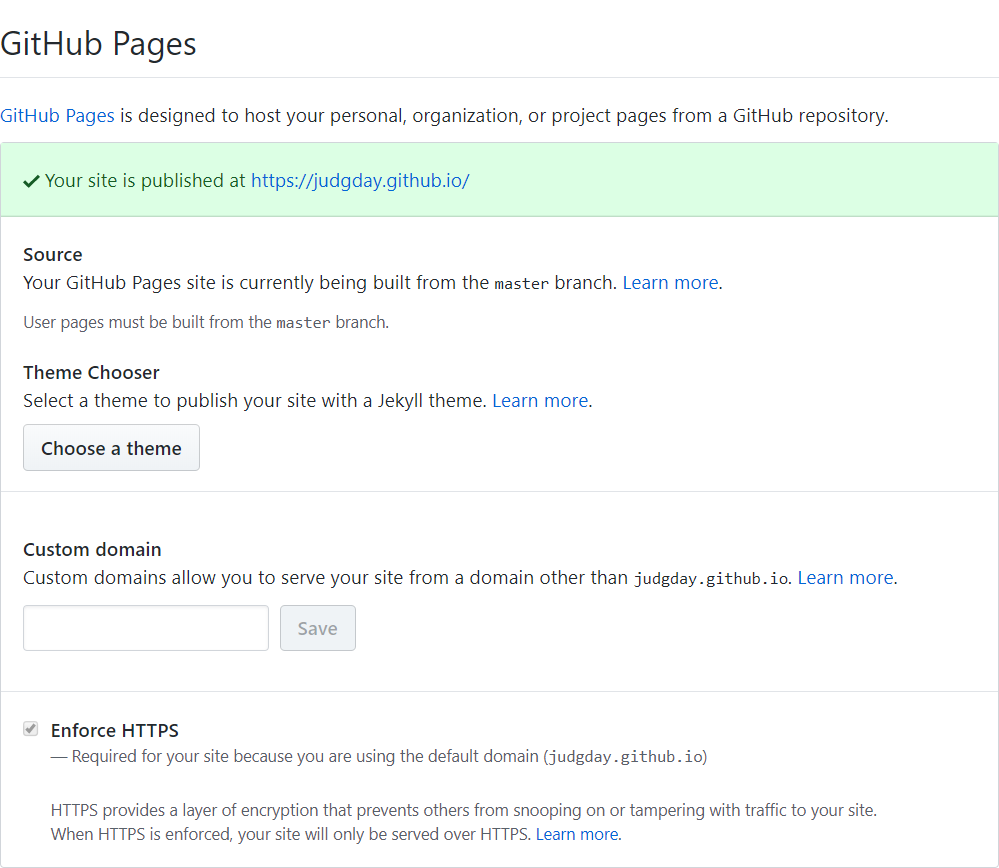 GitHub Pages
GitHub Pages is designed to host your personal, organization, or project pages from a GitHub repository.
Your site is published at https://judgday.github.io/
Source
Your GitHub Pages site is currently being built from the master branch. Learn more.
User pages must be built from the master branch.
Theme Chooser
Select a theme to publish your site with a Jekyll theme. Learn more.
Choose a theme
Custom domain
Custom domains allow you to serve your site from a domain other than judgday.github.io. Learn more.
Save
Enforce HTTPS
— Required for your site because you are using the default domain (judgday.github.io)
HTTPS provides a layer of encryption that prevents others from snooping on or tampering with traffic to your site.
When HTTPS is enforced, your site will only be served over HTTPS. Learn more.